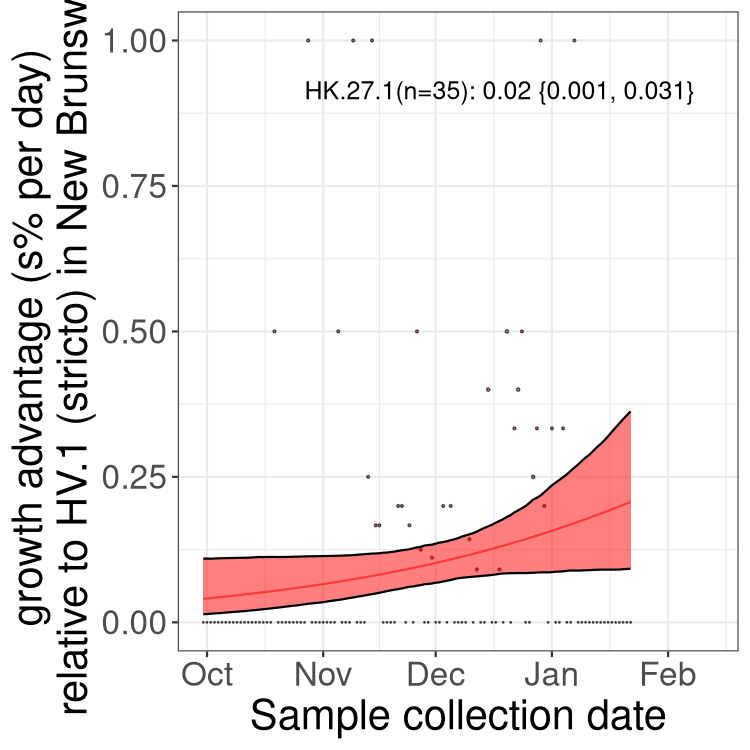 growth advantage (s% per day)
relative to HV.1 (stricto) in New Brunsw
1.00
0.75
0.50
0.25
0.00
HK.27.1(n=35): 0.02 {0.001, 0.031}
Oct Nov Dec Jan Feb
Sample collection date